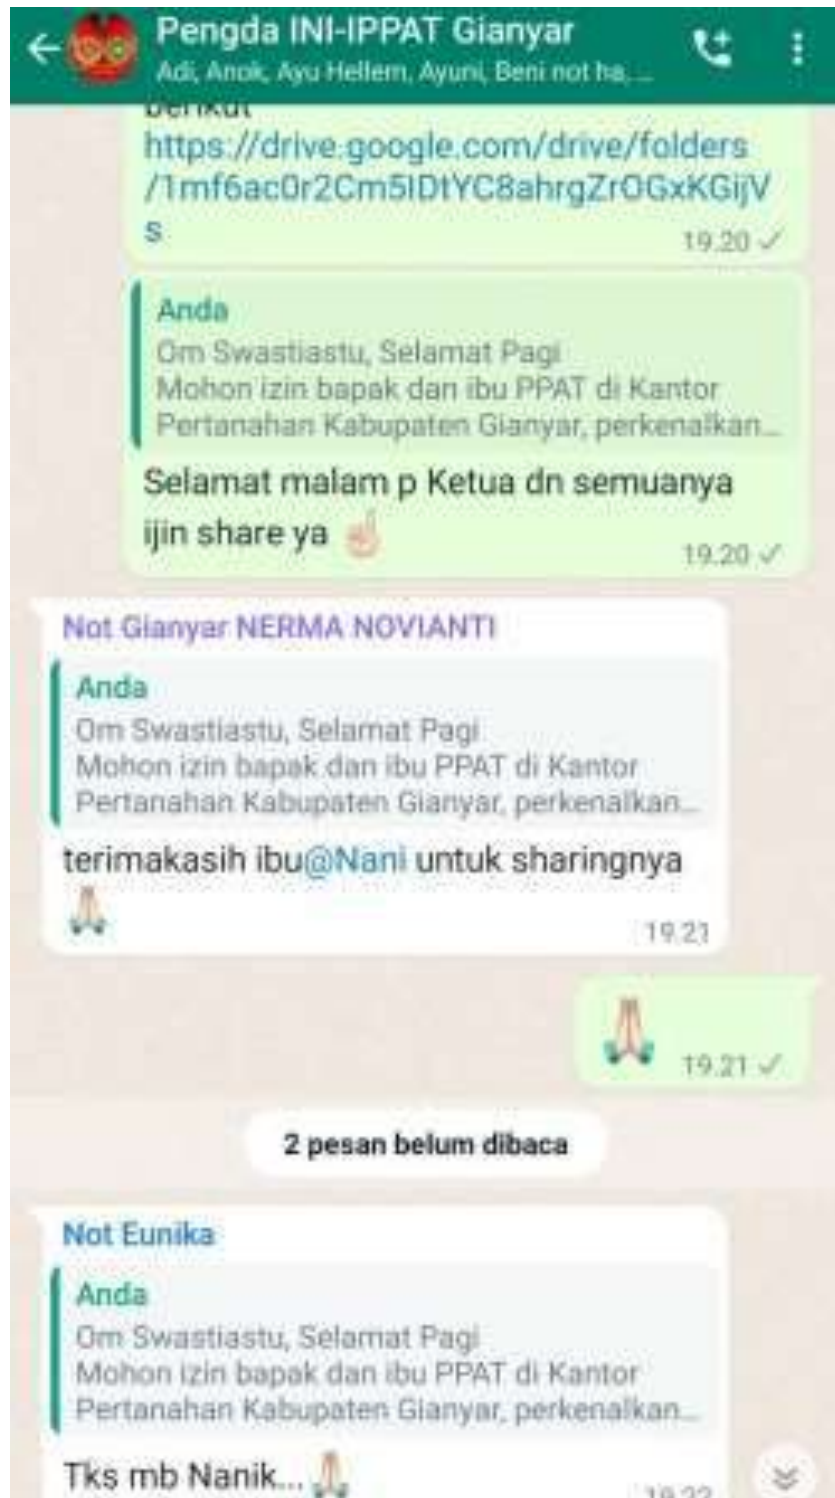 Pengda INI-IPPAT Gianyar
Adi, Anok, Ayu Hellem, Ayuni, Beni not ha, ...
berikut
https://drive.google.com/drive/folders
/1mf6ac0r2Cm5IDtYC8ahrgZrOGxKGijV
s
19.20
Anda
Om Swastiastu, Selamat Pagi
Mohon izin bapak dan ibu PPAT di Kantor
Pertanahan Kabupaten Gianyar, perkenalkan...
Selamat malam p Ketua dn semuanya
ijin share ya ☝🏻
19.20
Not Gianyar NERMA NOVIANTI
Anda
Om Swastiastu, Selamat Pagi
Mohon izin bapak dan ibu PPAT di Kantor
Pertanahan Kabupaten Gianyar, perkenalkan...
terimakasih ibu@Nani untuk sharingnya
🙏🏻
19.21
🙏🏻 19.21
2 pesan belum dibaca
Not Eunika
Anda
Om Swastiastu, Selamat Pagi
Mohon izin bapak dan ibu PPAT di Kantor
Pertanahan Kabupaten Gianyar, perkenalkan...
Tks mb Nanik... 🙏🏻
19.22